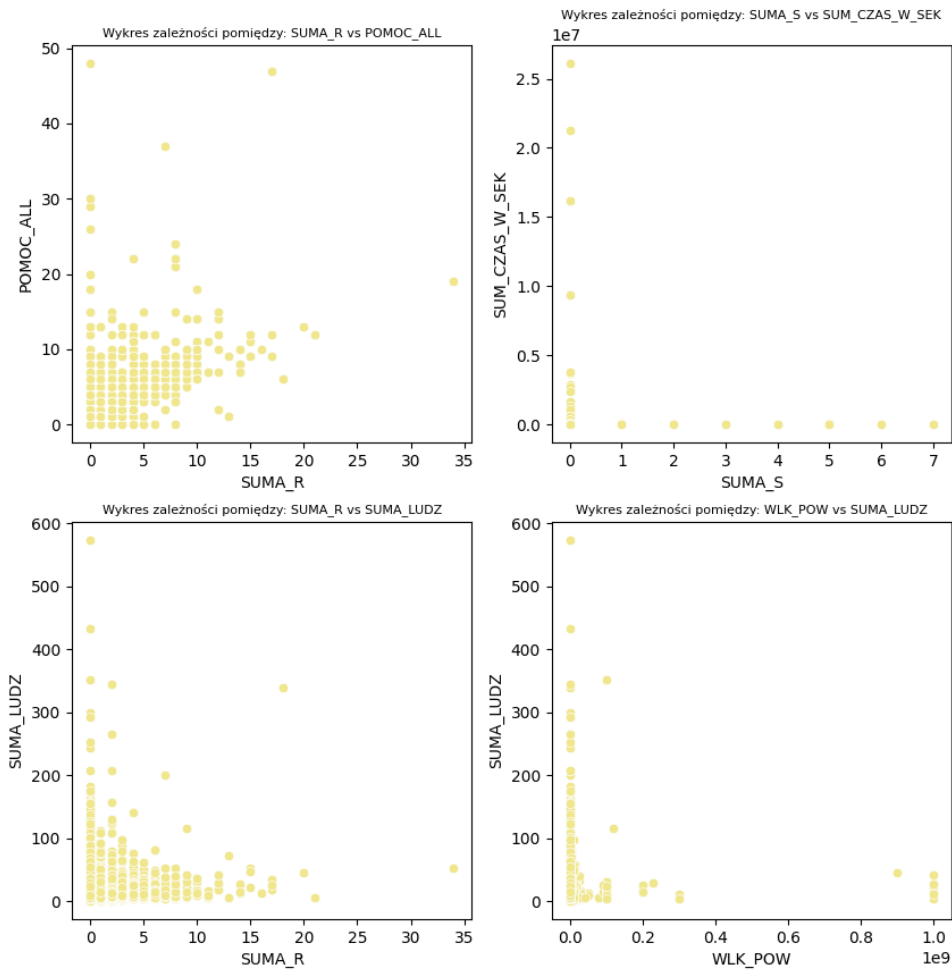 Wykres zależności pomiędzy: SUMA_R vs POMOC_ALL
50
40
30
20
10
0
POMOC_ALL
0 5 10 15 20 25 30 35
SUMA_R
Wykres zależności pomiędzy: SUMA_S vs SUM_CZAS_W_SEK
1e7
2.5
2.0
1.5
1.0
0.5
0.0
SUM_CZAS_W_SEK
0 1 2 3 4 5 6 7
SUMA_S
Wykres zależności pomiędzy: SUMA_R vs SUMA_LUDZ
600
500
400
300
200
100
0
SUMA_LUDZ
0 5 10 15 20 25 30 35
SUMA_R
Wykres zależności pomiędzy: WLK_POW vs SUMA_LUDZ
600
500
400
300
200
100
0
SUMA_LUDZ
0.0 0.2 0.4 0.6 0.8 1.0
1e9
WLK_POW